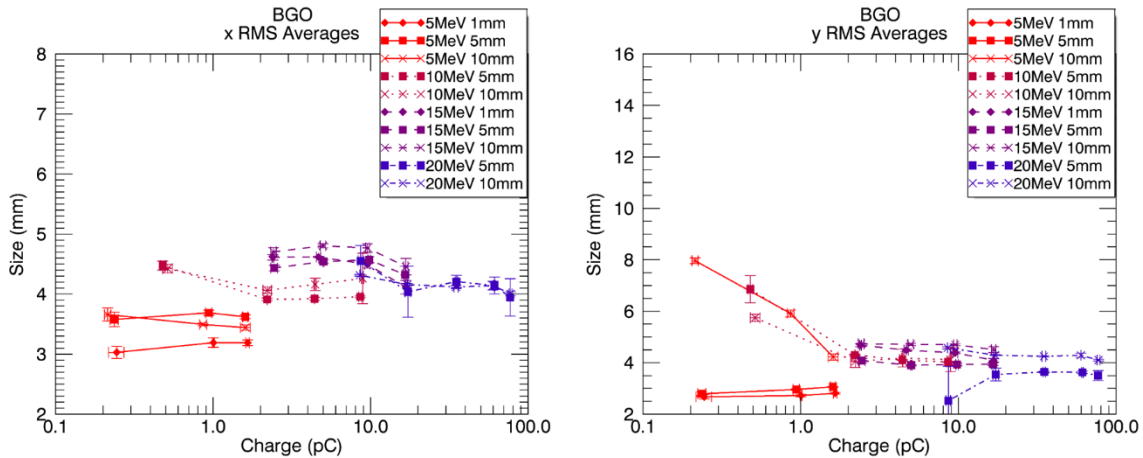 BGO
x RMS Averages
8
7
6
5
4
3
2
Size (mm)
0.1
1.0
10.0
100.0
Charge (pC)
5MeV 1mm
5MeV 5mm
5MeV 10mm
10MeV 5mm
10MeV 10mm
15MeV 1mm
15MeV 5mm
15MeV 10mm
20MeV 5mm
20MeV 10mm
BGO
y RMS Averages
16
14
12
10
8
6
4
2
Size (mm)
0.1
1.0
10.0
100.0
Charge (pC)
5MeV 1mm
5MeV 5mm
5MeV 10mm
10MeV 5mm
10MeV 10mm
15MeV 1mm
15MeV 5mm
15MeV 10mm
20MeV 5mm
20MeV 10mm